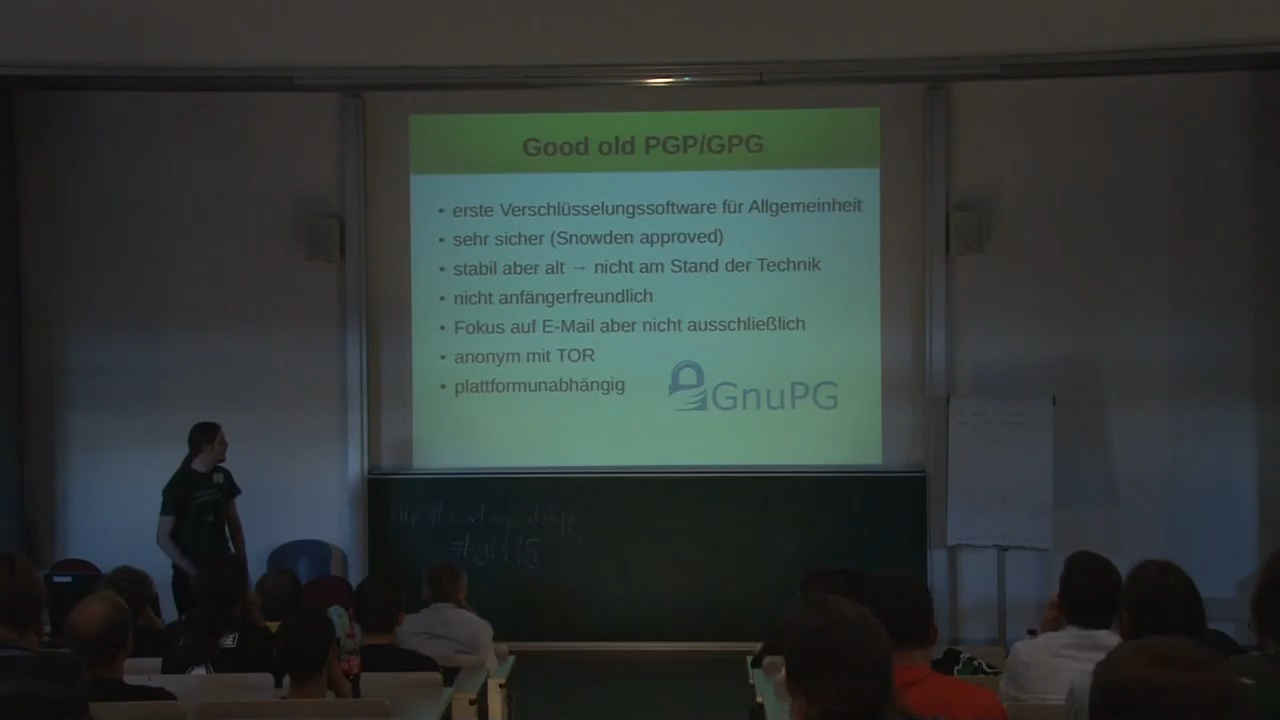 Good old PGP/GPG
• erste Verschlüsselungssoftware für Allgemeinheit
• sehr sicher (Snowden approved)
• stabil aber alt → nicht am Stand der Technik
• nicht anfängerfreundlich
• Fokus auf E-Mail aber nicht ausschließlich
• anonym mit TOR
• plattformunabhängig
GnuPG